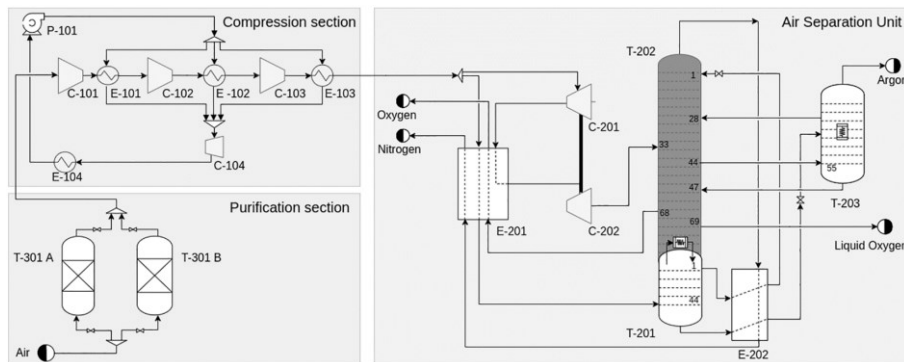 Compression section
P-101
C-101
E-101
C-102
E -102
C-103
E-103
C-104
E-104
Purification section
T-301 A
T-301 B
Air
Air Separation Unit
T-202
Oxygen
Nitrogen
C-201
E-201
C-202
1
28
33
44
47
68
69
1
44
T-201
E-202
Argon
55
T-203
Liquid Oxygen